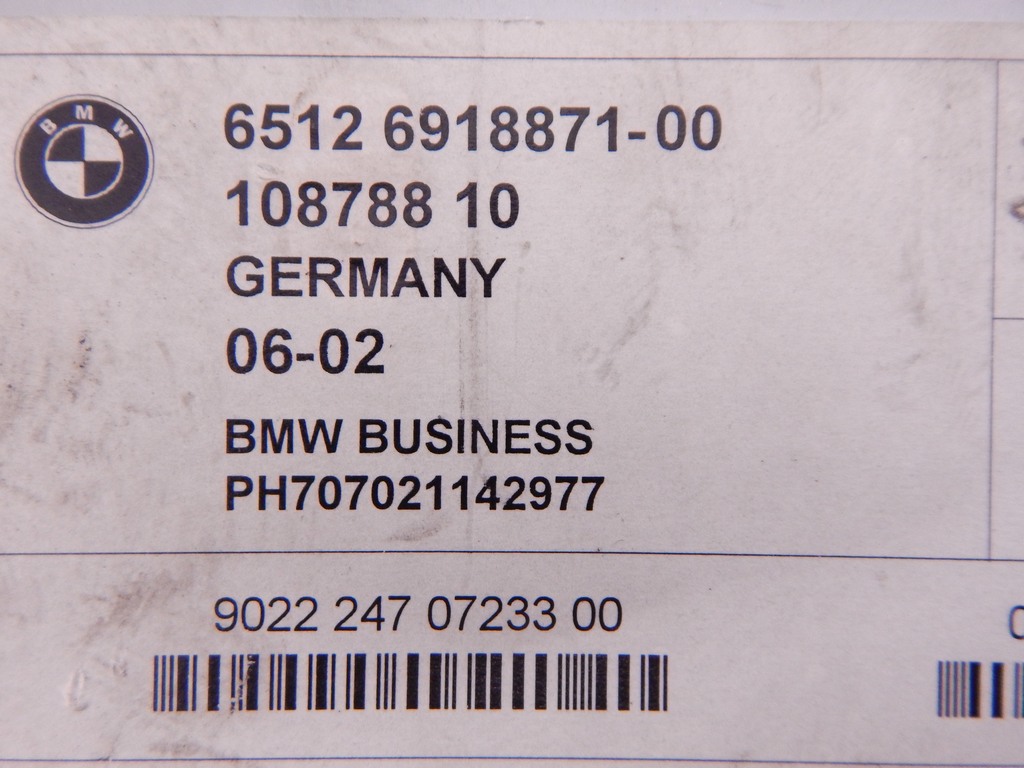 BMW
6512 6918871-00
108788 10
GERMANY
06-02
BMW BUSINESS
PH707021142977
9022 247 07233 00